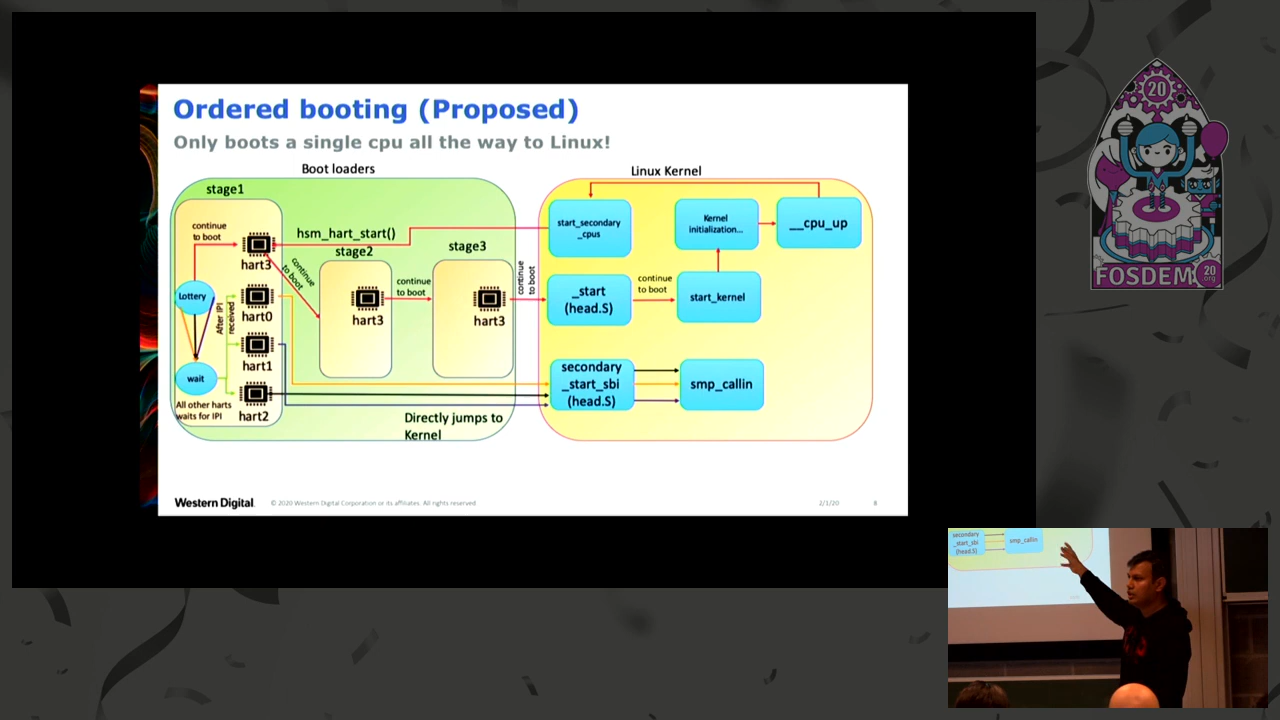 Ordered booting (Proposed)
Only boots a single cpu all the way to Linux!
Boot loaders
Linux Kernel
stage1
continue
to boot
hart3
Lottery
After IPI
received
hart0
hart1
wait
hart2
All other harts
waits for IPI
hsm_hart_start()
continue
to boot
stage2
hart3
continue
to boot
stage3
hart3
continue
to boot
Directly jumps to
Kernel
start_secondary
_cpus
Kernel
initialization...
__cpu_up
_start
(head.S)
continue
to boot
start_kernel
secondary
_start_sbi
(head.S)
smp_callin
Western Digital
© 2020 Western Digital Corporation or its affiliates. All rights reserved
2/1/20
8
20
FOSDEM
20
.org
secondary
_start_sbi
(head.S)
smp_callin